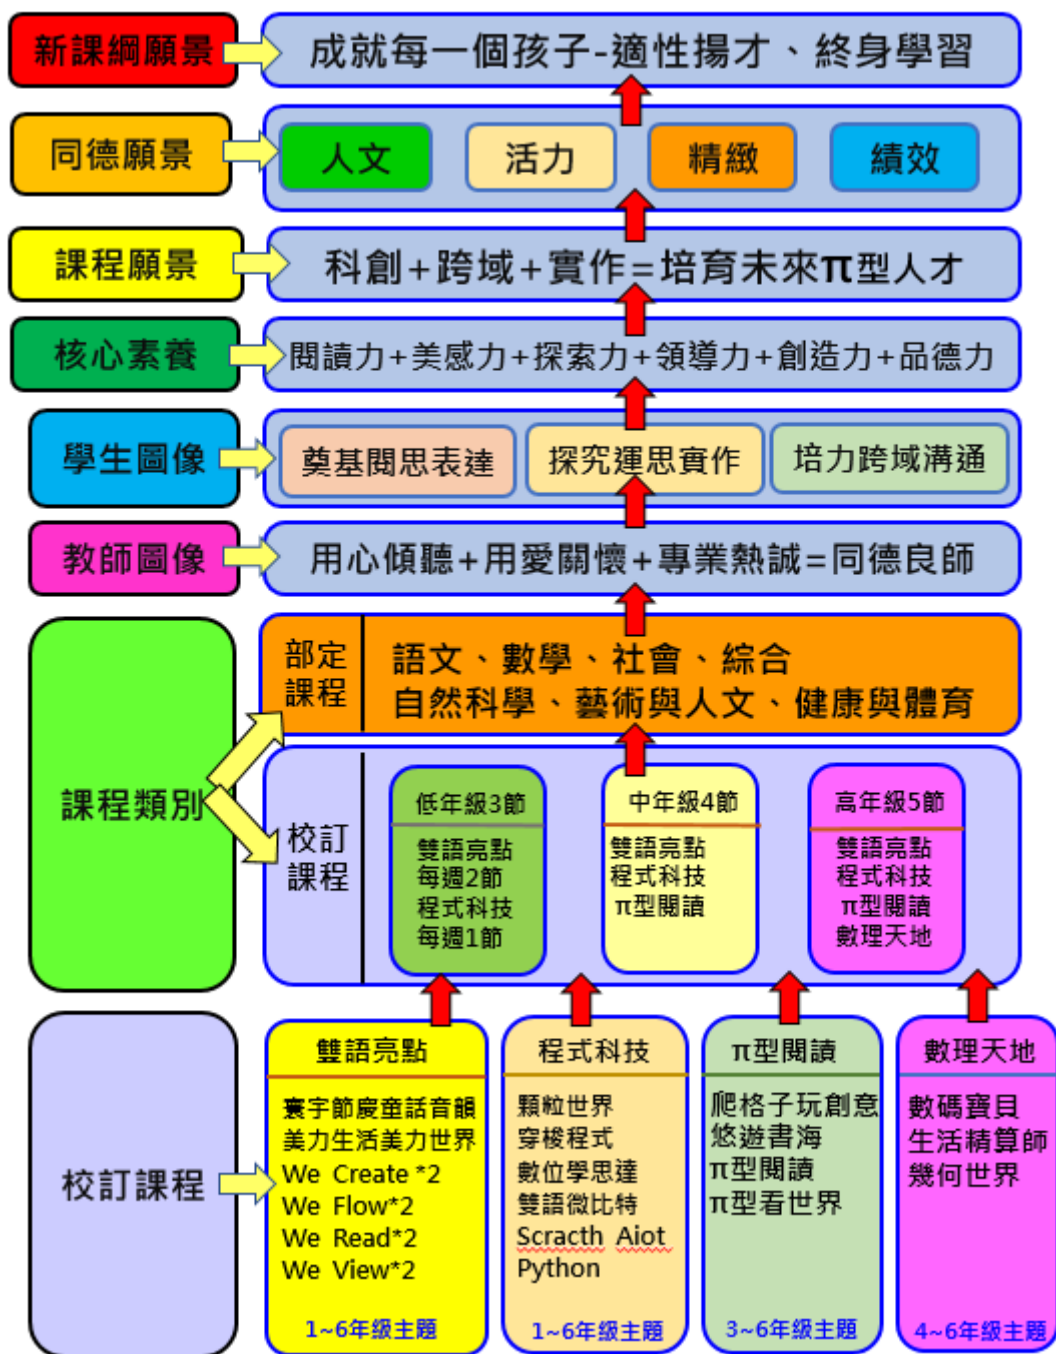 新課綱願景
成就每一個孩子-適性揚才、終身學習
同德願景
人文
活力
精緻
績效
課程願景
科創+跨域+實作=培育未來π型人才
核心素養
閱讀力+美感力+探索力+領導力+創造力+品德力
學生圖像
奠基閱思表達
探究運思實作
培力跨域溝通
教師圖像
用心傾聽+用愛關懷+專業熱誠=同德良師
課程類別
部定
課程
語文、數學、社會、綜合
自然科學、藝術與人文、健康與體育
校訂
課程
低年級3節
雙語亮點
每週2節
程式科技
每週1節
中年級4節
雙語亮點
程式科技
π型閱讀
高年級5節
雙語亮點
程式科技
π型閱讀
數理天地
校訂課程
雙語亮點
寰宇節慶童話音韻
美力生活美力世界
We Create *2
We Flow*2
We Read*2
We View*2
1~6年級主題
程式科技
顆粒世界
穿梭程式
數位學思達
雙語微比特
Scracth Aiot
Python
1~6年級主題
π型閱讀
爬格子玩創意
悠遊書海
π型閱讀
π型看世界
3~6年級主題
數理天地
數碼寶貝
生活精算師
幾何世界
4~6年級主題